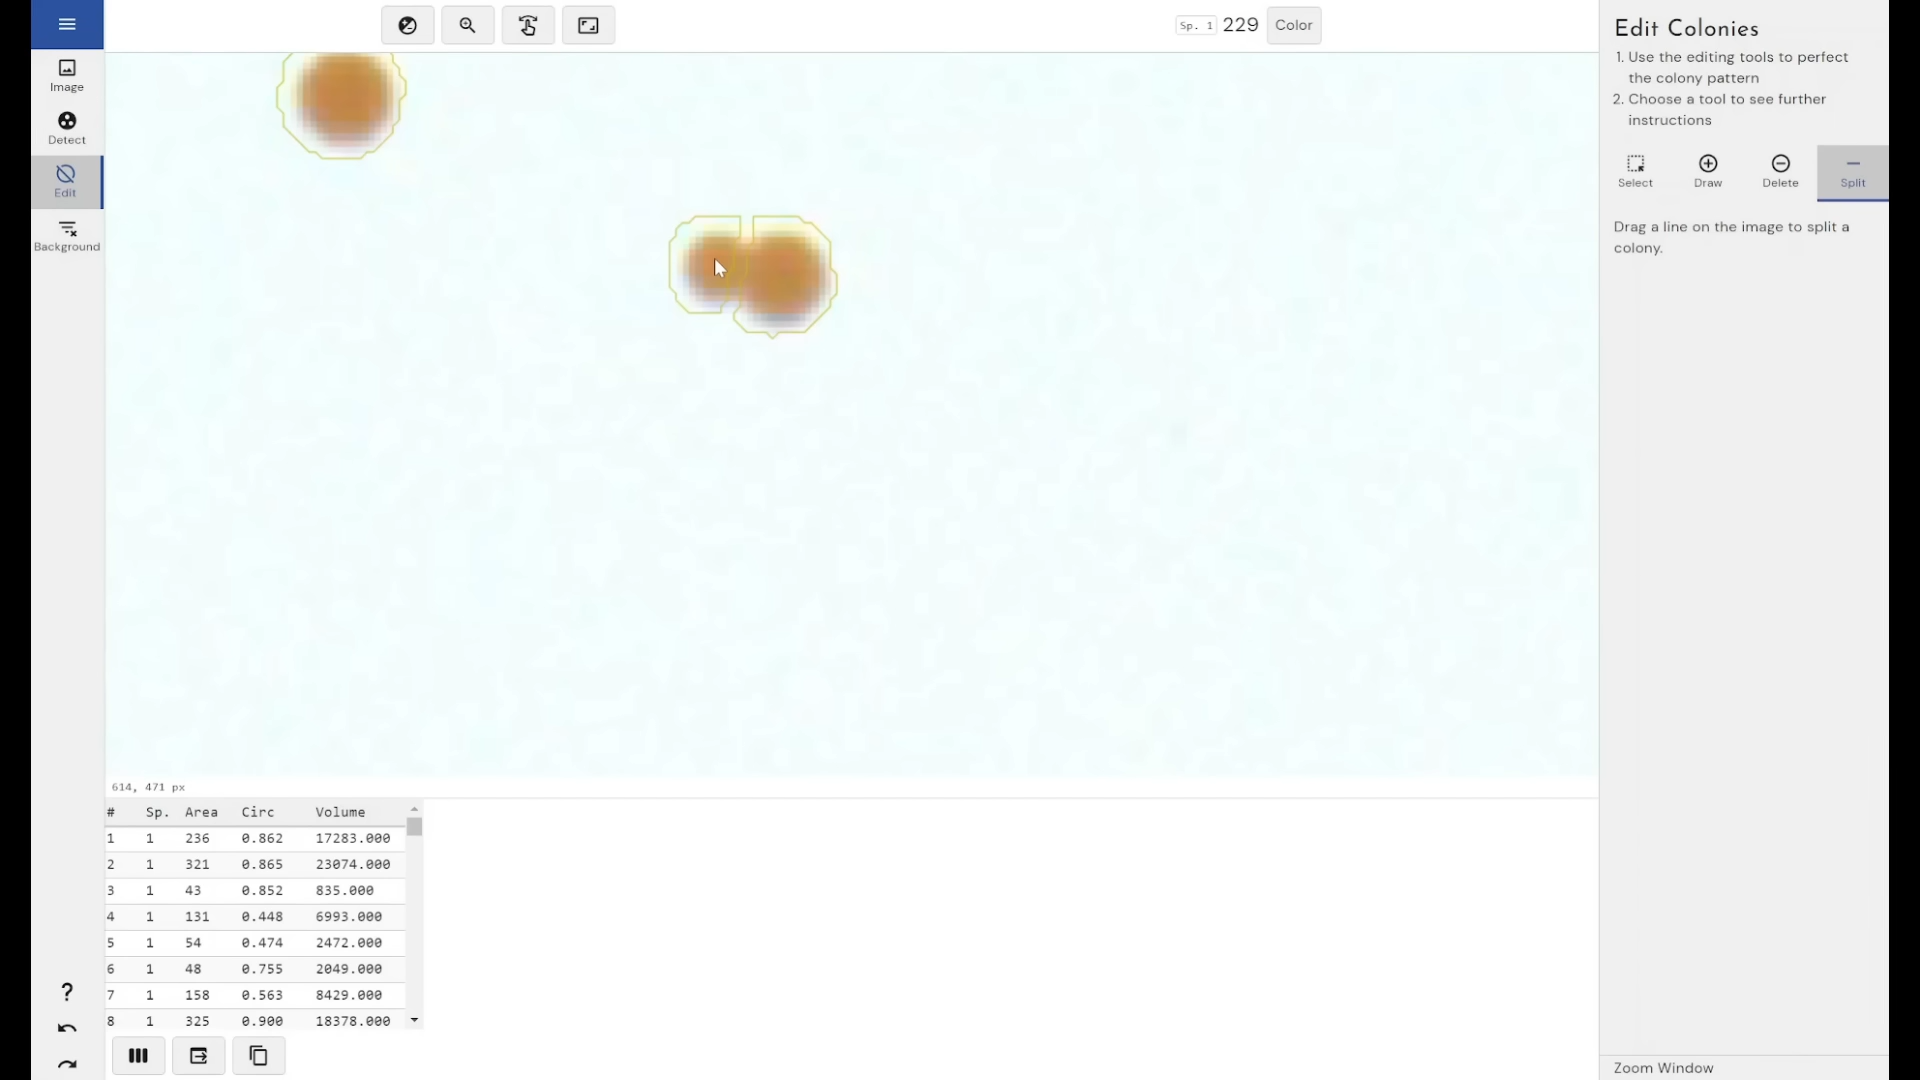 Sp. 1 229 Color
Image
Detect
Edit
Background
Edit Colonies
1. Use the editing tools to perfect
the colony pattern
2. Choose a tool to see further
instructions
Select Draw Delete Split
Drag a line on the image to split a
colony.
614, 471 px
# Sp. Area Circ Volume
1 1 236 0.862 17283.000
2 1 321 0.865 23074.000
3 1 43 0.852 835.000
4 1 131 0.448 6993.000
5 1 54 0.474 2472.000
6 1 48 0.755 2049.000
7 1 158 0.563 8429.000
8 1 325 0.900 18378.000
?
Zoom Window